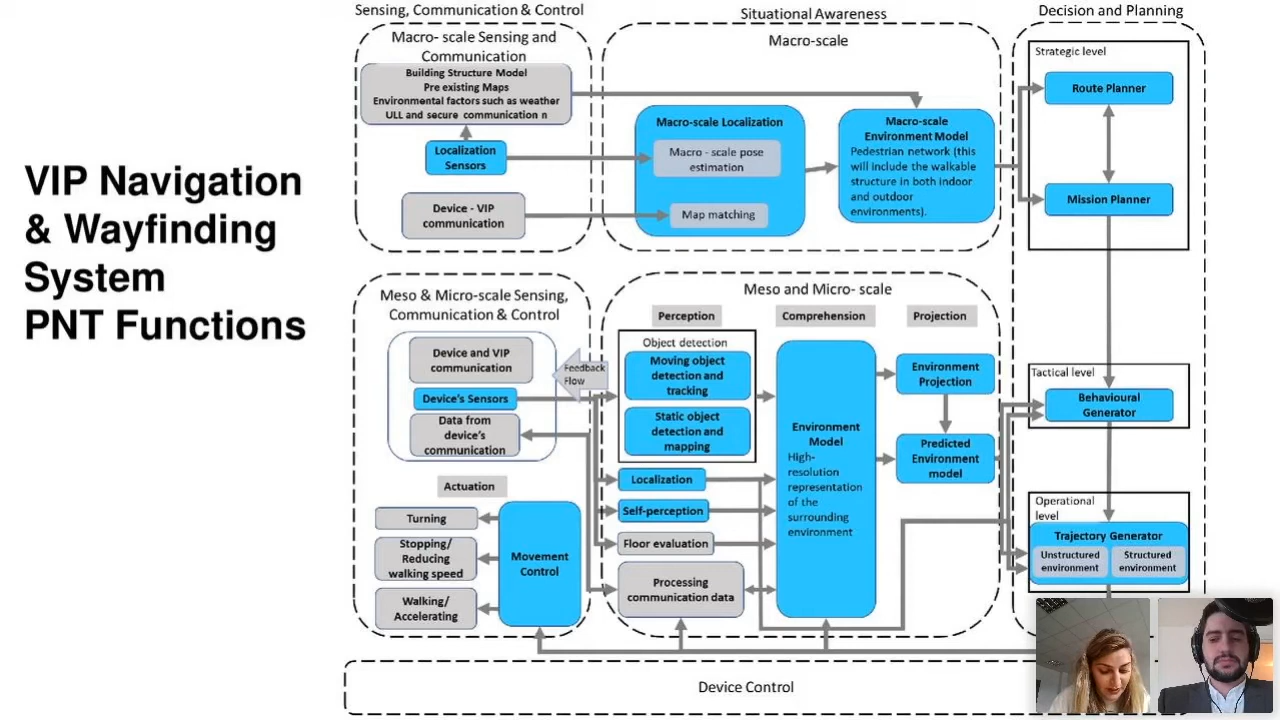 VIP Navigation
& Wayfinding
System
PNT Functions
Sensing, Communication & Control
Situational Awareness
Decision and Planning
Macro- scale Sensing and
Communication
Building Structure Model
Pre existing Maps
Environmental factors such as weather
ULL and secure communication n
Localization
Sensors
Device - VIP
communication
Macro-scale
Macro-scale Localization
Macro - scale pose
estimation
Map matching
Macro-scale
Environment Model
Pedestrian network (this
will include the walkable
structure in both indoor
and outdoor
environments).
Strategic level
Route Planner
Mission Planner
Meso & Micro-scale Sensing,
Communication & Control
Device and VIP
communication
Device's Sensors
Data from
device's
communication
Feedback
Flow
Actuation
Turning
Stopping/
Reducing
walking speed
Walking/
Accelerating
Movement
Control
Meso and Micro- scale
Perception
Comprehension
Projection
Object detection
Moving object
detection and
tracking
Static object
detection and
mapping
Localization
Self-perception
Floor evaluation
Processing
communication data
Environment
Model
High-
resolution
representation
of the
surrounding
environment
Environment
Projection
Predicted
Environment
model
Tactical level
Behavioural
Generator
Operational
level
Trajectory Generator
Unstructured
environment
Structured
environment
Device Control